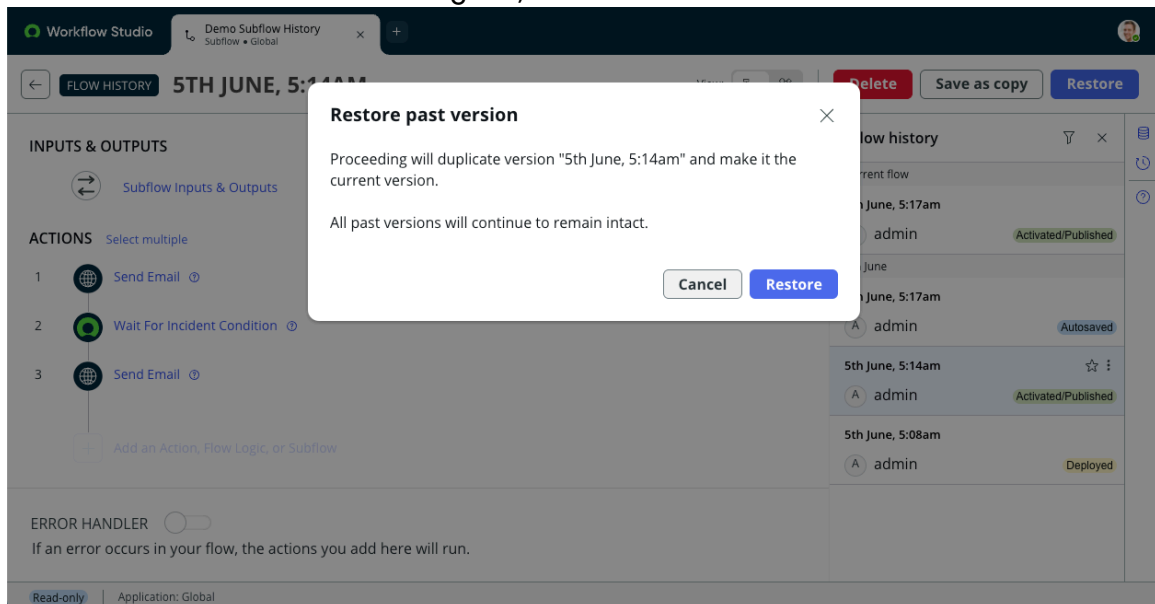 Workflow Studio
Demo Subflow History
Subflow • Global
FLOW HISTORY
5TH JUNE, 5:14AM
Delete
Save as copy
Restore
Restore past version
Proceeding will duplicate version "5th June, 5:14am" and make it the
current version.
All past versions will continue to remain intact.
Cancel
Restore
INPUTS & OUTPUTS
Subflow Inputs & Outputs
ACTIONS Select multiple
1 Send Email
2 Wait For Incident Condition
3 Send Email
Add an Action, Flow Logic, or Subflow
ERROR HANDLER
If an error occurs in your flow, the actions you add here will run.
Read-only
Application: Global
low history
rrent flow
June, 5:17am
admin
Activated/Published
June
June, 5:17am
A admin
Autosaved
5th June, 5:14am
A admin
Activated/Published
5th June, 5:08am
A admin
Deployed